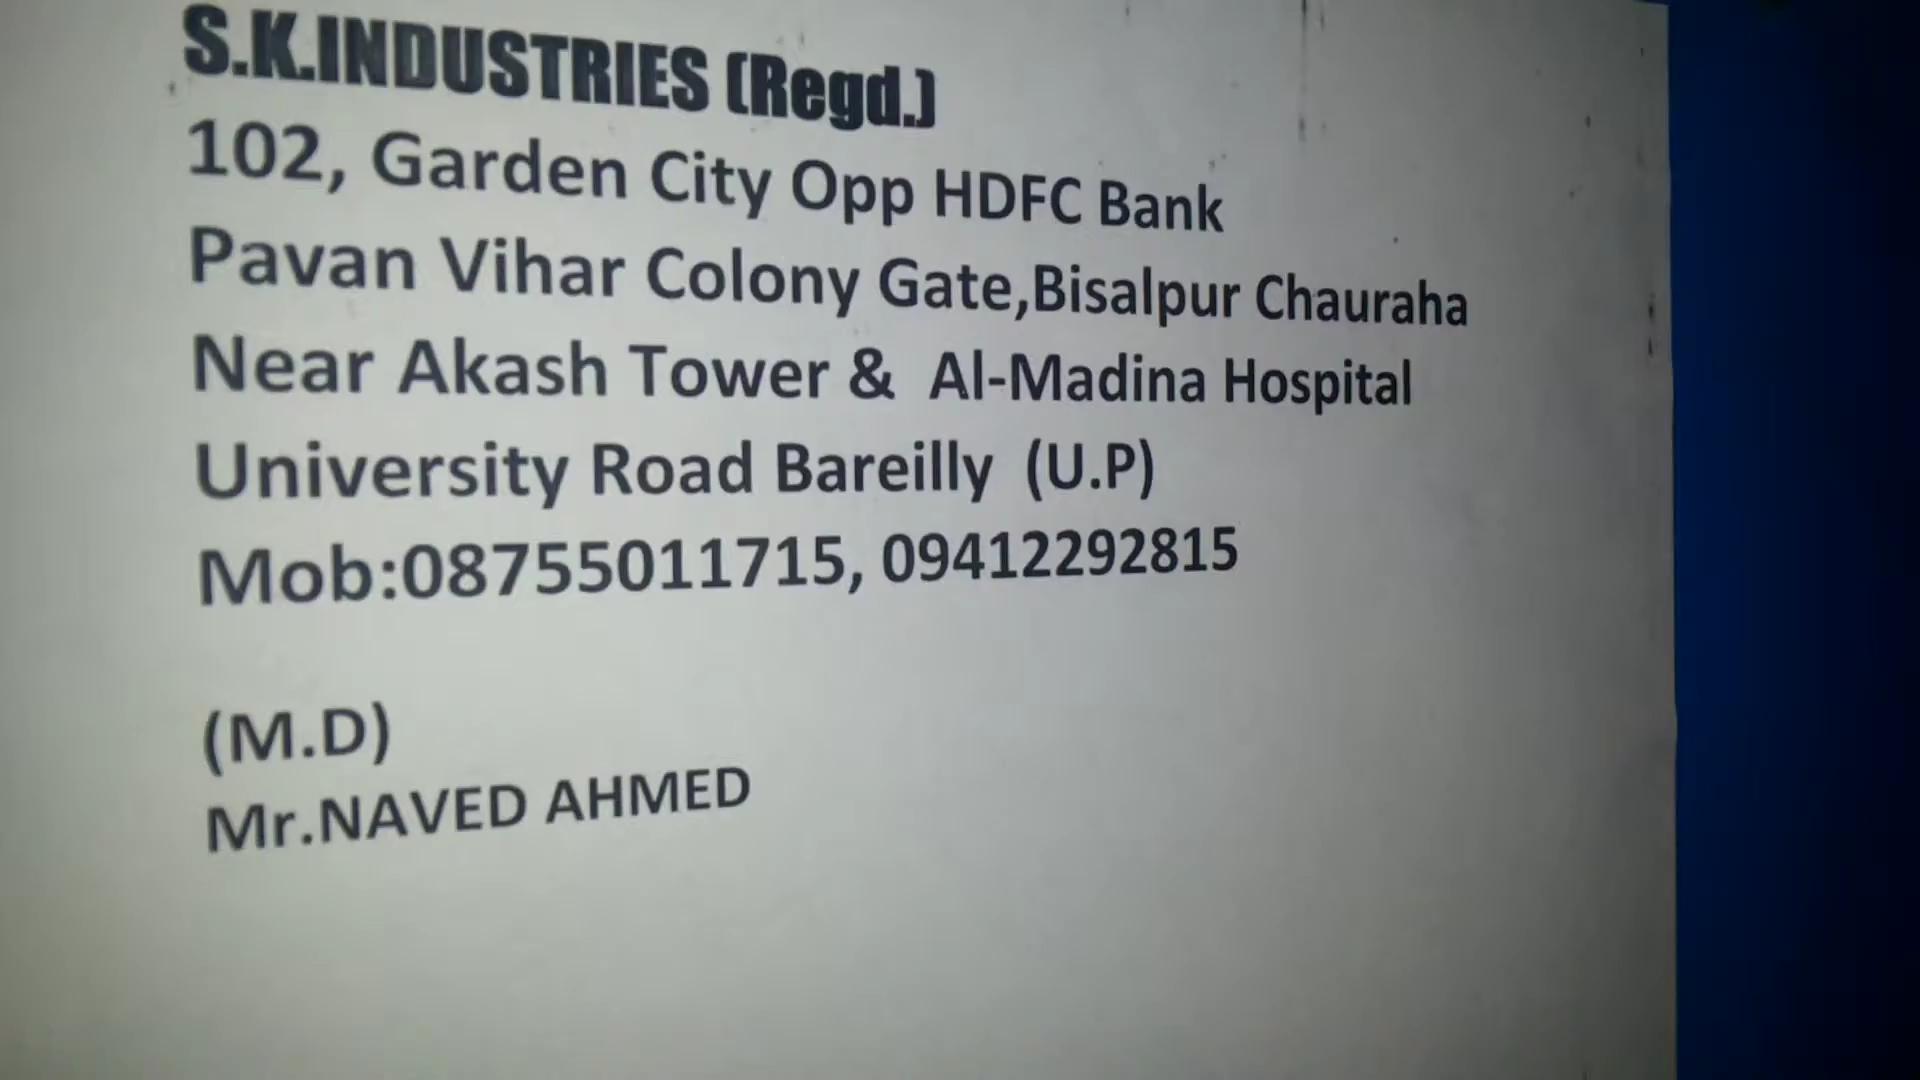 S.K.INDUSTRIES (Regd.)
102, Garden City Opp HDFC Bank
Pavan Vihar Colony Gate,Bisalpur Chauraha
Near Akash Tower & Al-Madina Hospital
University Road Bareilly (U.P)
Mob:08755011715, 09412292815
(M.D)
Mr.NAVED AHMED